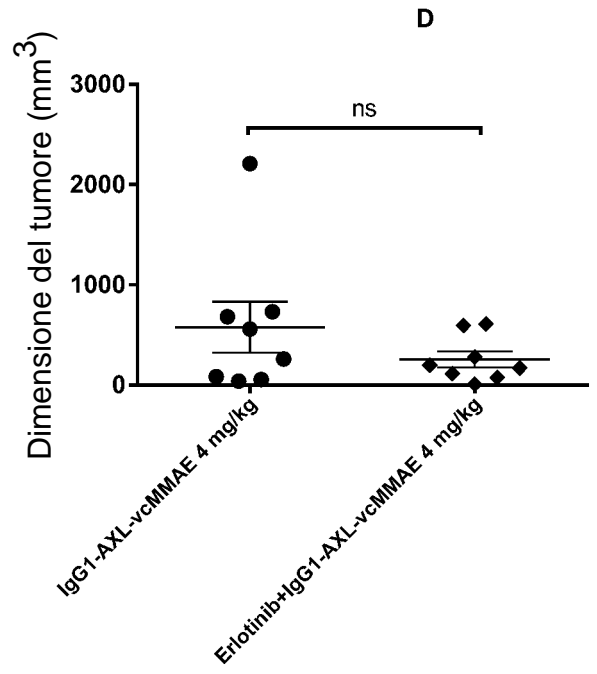 D
Dimensione del tumore (mm3)
3000
2000
1000
0
ns
IgG1-AXL-vcMMAE 4 mg/kg
Erlotinib+IgG1-AXL-vcMMAE 4 mg/kg